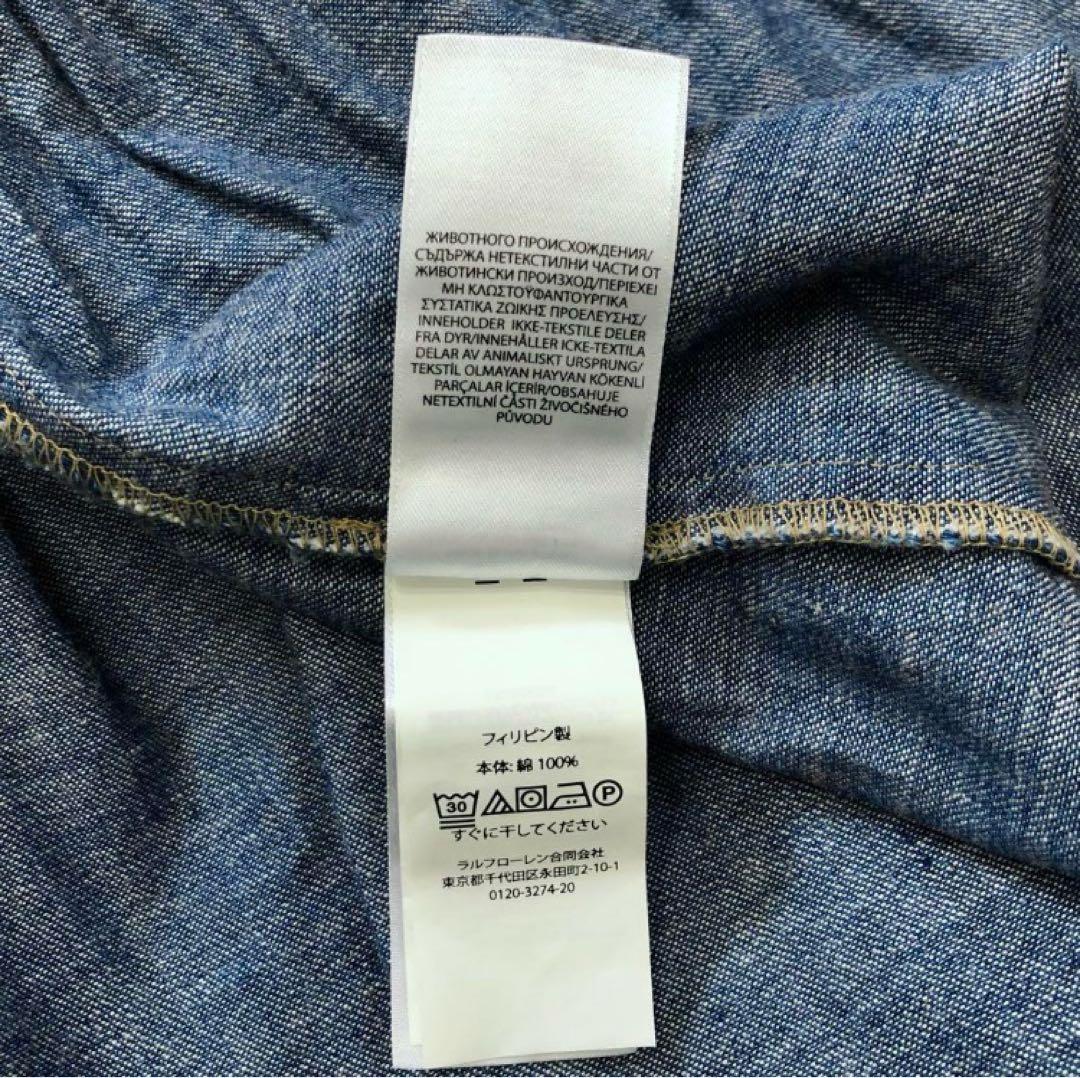 ЖИВОТНОГО ПРОИСХОЖДЕНИЯ/
СЪДЪРЖА НЕТЕКСТИЛНИ ЧАСТИ ОТ
ЖИВОТИНСКИ ПРОИЗХОД/ΠΕΡΙΕΧΕΙ
ΜΗ ΚΛΩΣΤΟΫΦΑΝΤΟΥΡΓΙΚΑ
ΣΥΣΤΑΤΙΚΑ ΖΩΙΚΗΣ ΠΡΟΕΛΕΥΣΗΣ/
INNEHOLDER IKKE-TEKSTILE DELER
FRA DYR/INNEHÅLLER ICKE-TEXTILA
DELAR AV ANIMALISKT URSPRUNG/
TEKSTİL OLMAYAN HAYVAN KÖKENLİ
PARÇALAR İÇERİR/OBSAHUJE
NETEXTILNÍ ČÁSTI ŽIVOČIŠNÉHO
PŮVODU
フィリピン製
本体: 綿 100%
30 P
すぐに干してください
ラルフローレン合同会社
東京都千代田区永田町2-10-1
0120-3274-20